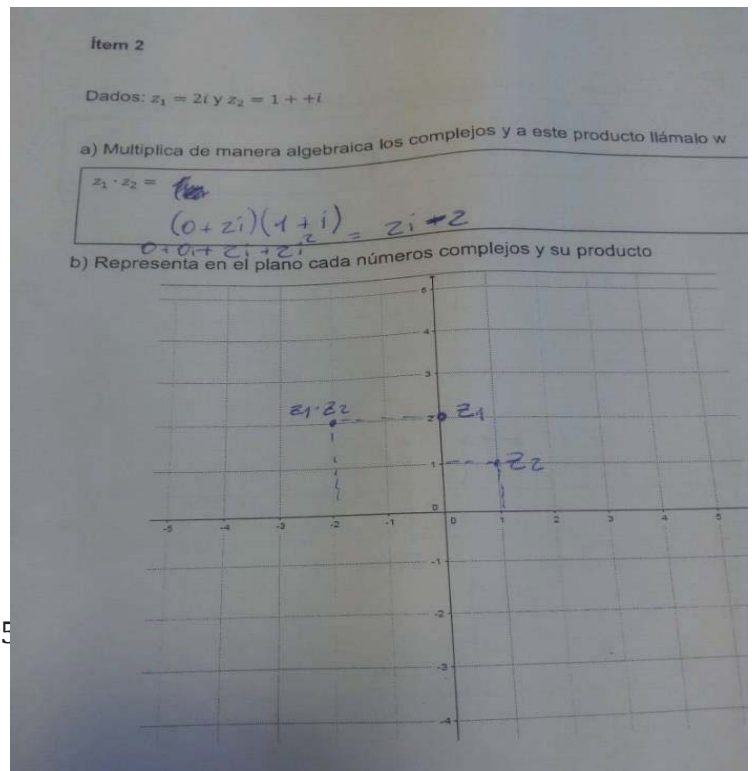 Ítem 2
Dados: z₁ = 2i y z₂ = 1 + +i
a) Multiplica de manera algebraica los complejos y a este producto llámalo w
z₁ · z₂ =
(0+2i)(1+i) = 2i-2
0+0i+2i+2i²
b) Representa en el plano cada números complejos y su producto
5
4
3
z1·z2
2 z1
1 z2
0
-5 -4 -3 -2 -1 0 1 2 3 4 5
-1
-2
5
-3
-4